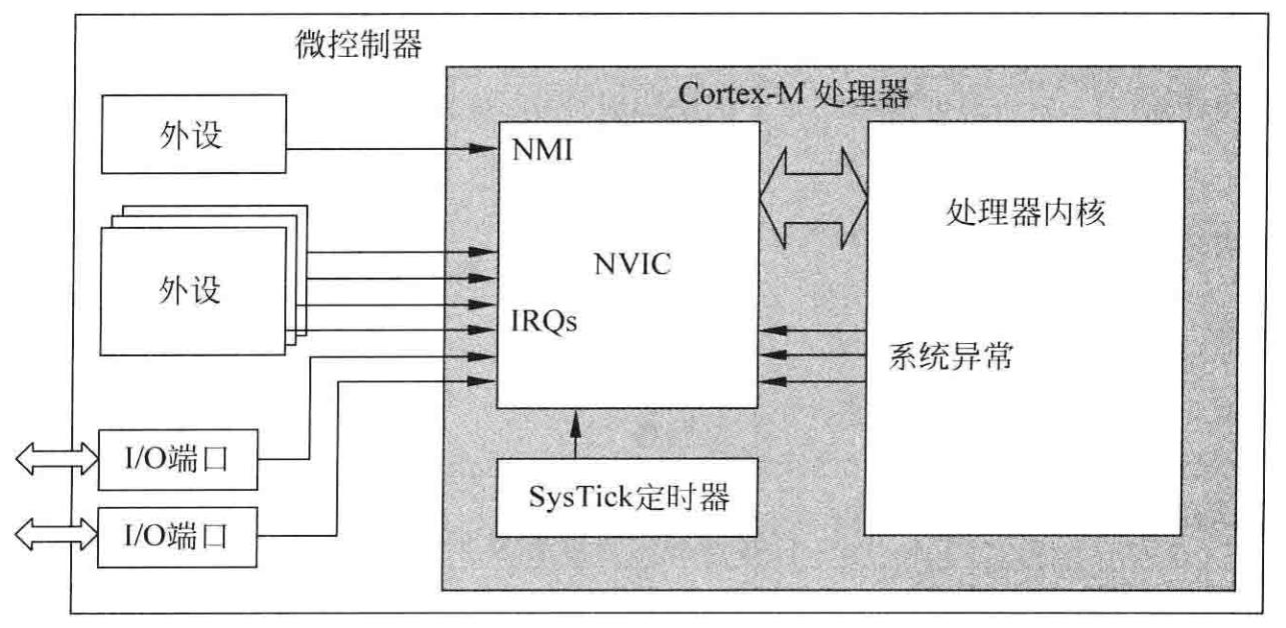 微控制器
Cortex-M 处理器
外设
NMI
处理器内核
NVIC
外设
IRQs
系统异常
I/O端口
SysTick定时器
I/O端口